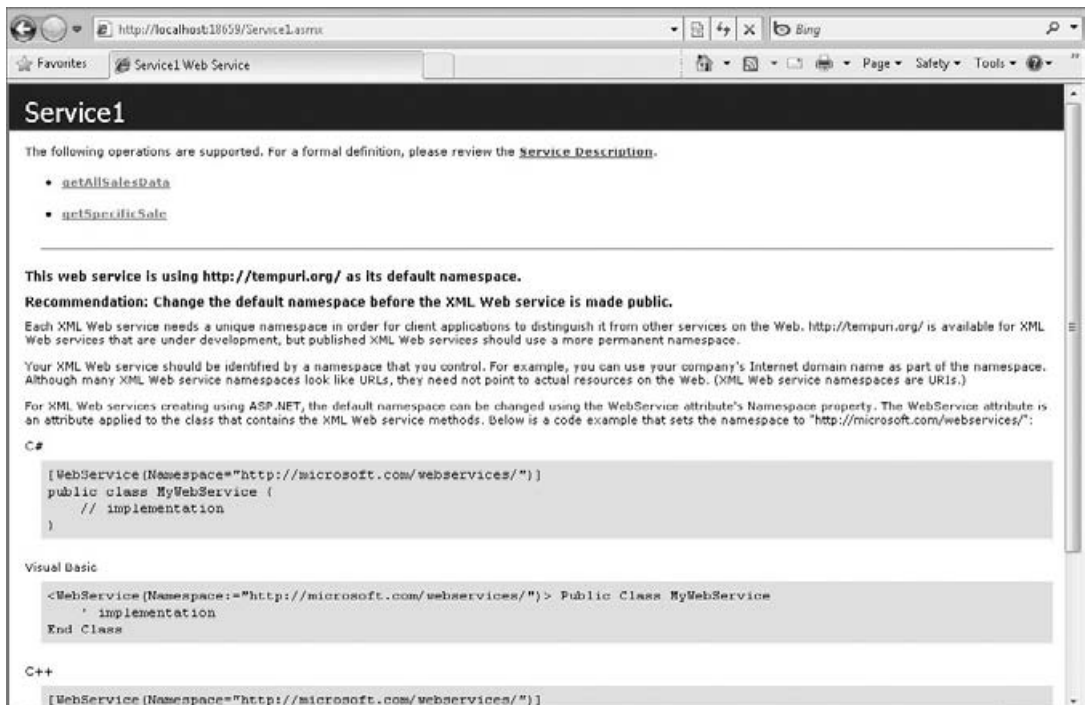 http://localhost:18659/Service1.asmx
Bing
Favorites
Service1 Web Service
Page
Safety
Tools
Service1
The following operations are supported. For a formal definition, please review the Service Description.
• getAllSalesData
• getSpecificSale
This web service is using http://tempuri.org/ as its default namespace.
Recommendation: Change the default namespace before the XML Web service is made public.
Each XML Web service needs a unique namespace in order for client applications to distinguish it from other services on the Web. http://tempuri.org/ is available for XML
Web services that are under development, but published XML Web services should use a more permanent namespace.
Your XML Web service should be identified by a namespace that you control. For example, you can use your company's Internet domain name as part of the namespace.
Although many XML Web service namespaces look like URLs, they need not point to actual resources on the Web. (XML Web service namespaces are URIs.)
For XML Web services creating using ASP.NET, the default namespace can be changed using the WebService attribute's Namespace property. The WebService attribute is
an attribute applied to the class that contains the XML Web service methods. Below is a code example that sets the namespace to "http://microsoft.com/webservices/":
C#
[WebService(Namespace="http://microsoft.com/webservices/")]
public class MyWebService {
// implementation
}
Visual Basic
<WebService(Namespace:="http://microsoft.com/webservices/")> Public Class MyWebService
' implementation
End Class
C++
[WebService(Namespace="http://microsoft.com/webservices/")]